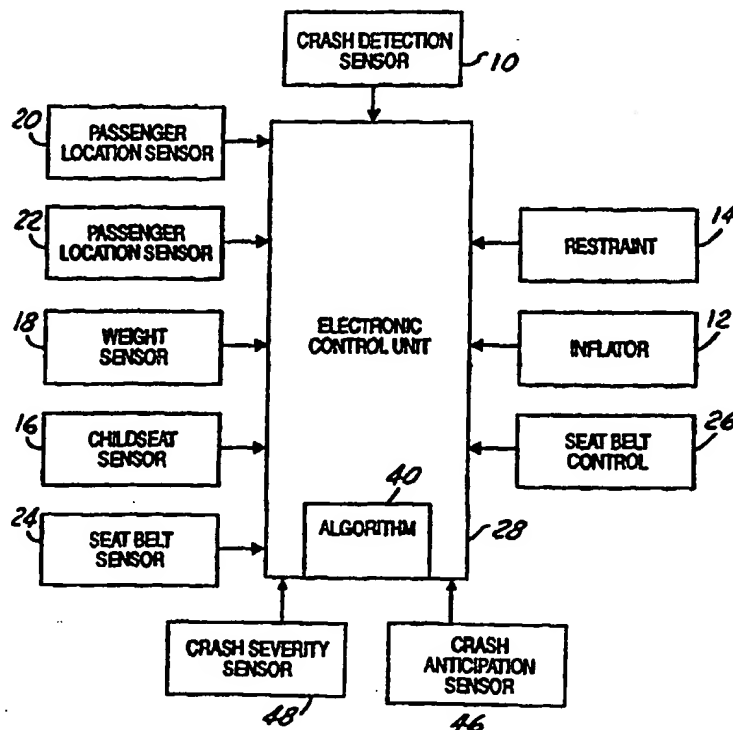 CRASH DETECTION
SENSOR
10
20
PASSENGER
LOCATION SENSOR
22
PASSENGER
LOCATION SENSOR
14
RESTRAINT
18
WEIGHT
SENSOR
ELECTRONIC
CONTROL UNIT
12
INFLATOR
16
CHILDSEAT
SENSOR
26
SEAT BELT
CONTROL
24
SEAT BELT
SENSOR
40
ALGORITHM
28
CRASH SEVERITY
SENSOR
48
CRASH
ANTICIPATION
SENSOR
46